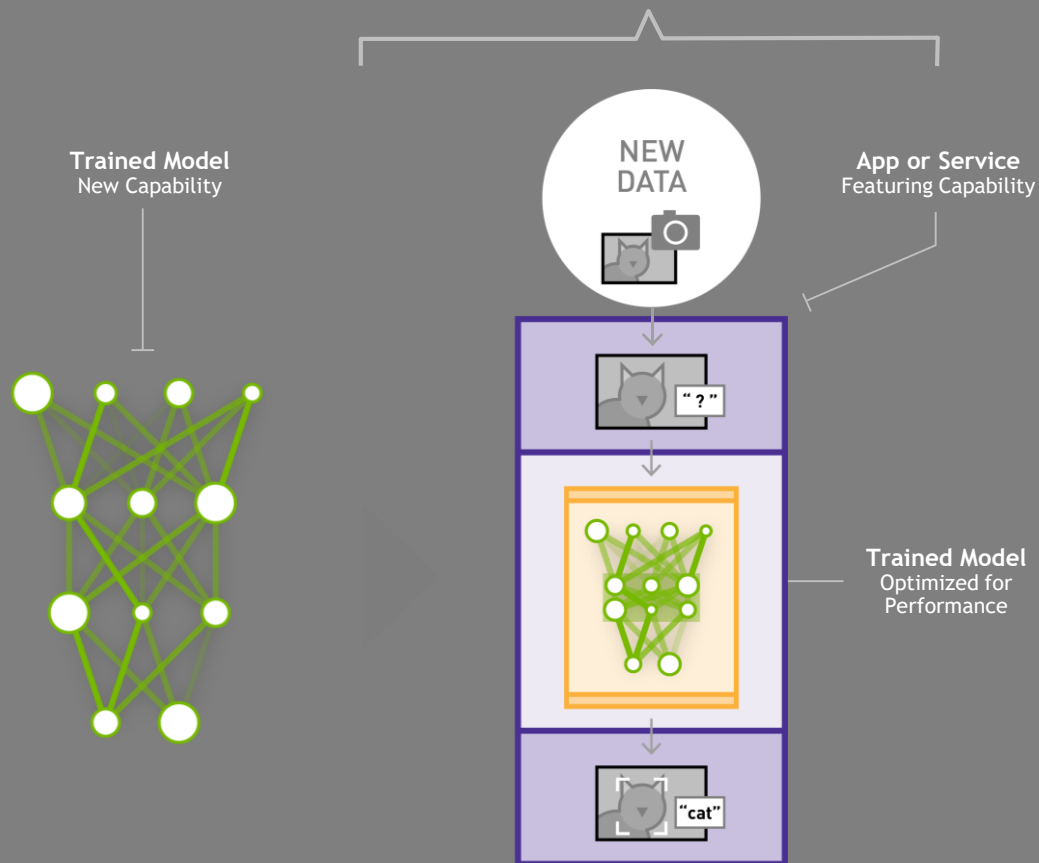 Trained Model
New Capability
NEW
DATA
App or Service
Featuring Capability
“ ? ”
Trained Model
Optimized for
Performance
“cat”